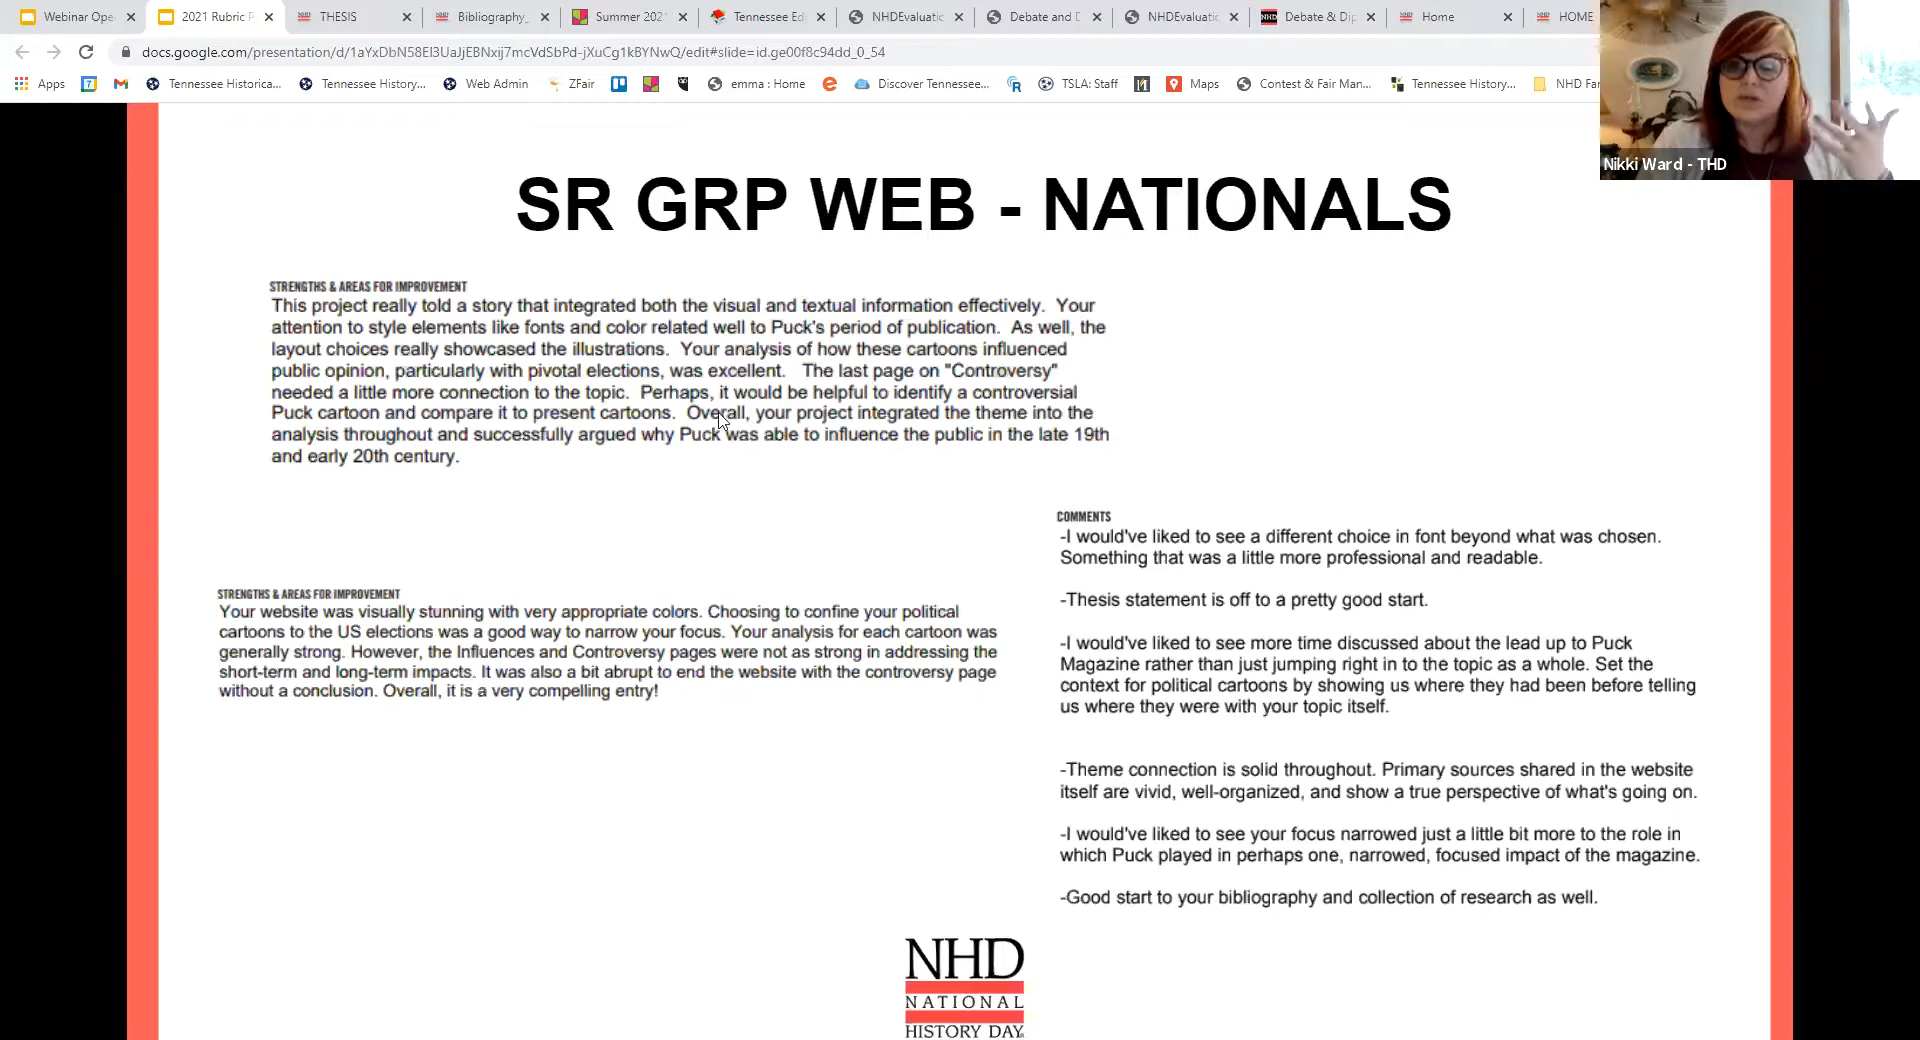 Webinar Ope
2021 Rubric P
THESIS
Bibliography_
Summer 202
Tennessee Ed
NHDEvaluatic
Debate and D
NHDEvaluatic
Debate & Dip
Home
HOME
docs.google.com/presentation/d/1aYxDbN58El3UaJjEBNxij7mcVdSbPd-jXuCg1kBYNwQ/edit#slide=id.ge00f8c94dd_0_54
Apps
Tennessee Historica...
Tennessee History...
Web Admin
ZFair
emma : Home
Discover Tennessee...
TSLA: Staff
Maps
Contest & Fair Man...
Tennessee History...
NHD Far
Nikki Ward - THD
SR GRP WEB - NATIONALS
STRENGTHS & AREAS FOR IMPROVEMENT
This project really told a story that integrated both the visual and textual information effectively. Your
attention to style elements like fonts and color related well to Puck's period of publication. As well, the
layout choices really showcased the illustrations. Your analysis of how these cartoons influenced
public opinion, particularly with pivotal elections, was excellent. The last page on "Controversy"
needed a little more connection to the topic. Perhaps, it would be helpful to identify a controversial
Puck cartoon and compare it to present cartoons. Overall, your project integrated the theme into the
analysis throughout and successfully argued why Puck was able to influence the public in the late 19th
and early 20th century.
STRENGTHS & AREAS FOR IMPROVEMENT
Your website was visually stunning with very appropriate colors. Choosing to confine your political
cartoons to the US elections was a good way to narrow your focus. Your analysis for each cartoon was
generally strong. However, the Influences and Controversy pages were not as strong in addressing the
short-term and long-term impacts. It was also a bit abrupt to end the website with the controversy page
without a conclusion. Overall, it is a very compelling entry!
COMMENTS
-I would've liked to see a different choice in font beyond what was chosen.
Something that was a little more professional and readable.
-Thesis statement is off to a pretty good start.
-I would've liked to see more time discussed about the lead up to Puck
Magazine rather than just jumping right in to the topic as a whole. Set the
context for political cartoons by showing us where they had been before telling
us where they were with your topic itself.
-Theme connection is solid throughout. Primary sources shared in the website
itself are vivid, well-organized, and show a true perspective of what's going on.
-I would've liked to see your focus narrowed just a little bit more to the role in
which Puck played in perhaps one, narrowed, focused impact of the magazine.
-Good start to your bibliography and collection of research as well.
NHD
NATIONAL
HISTORY DAY